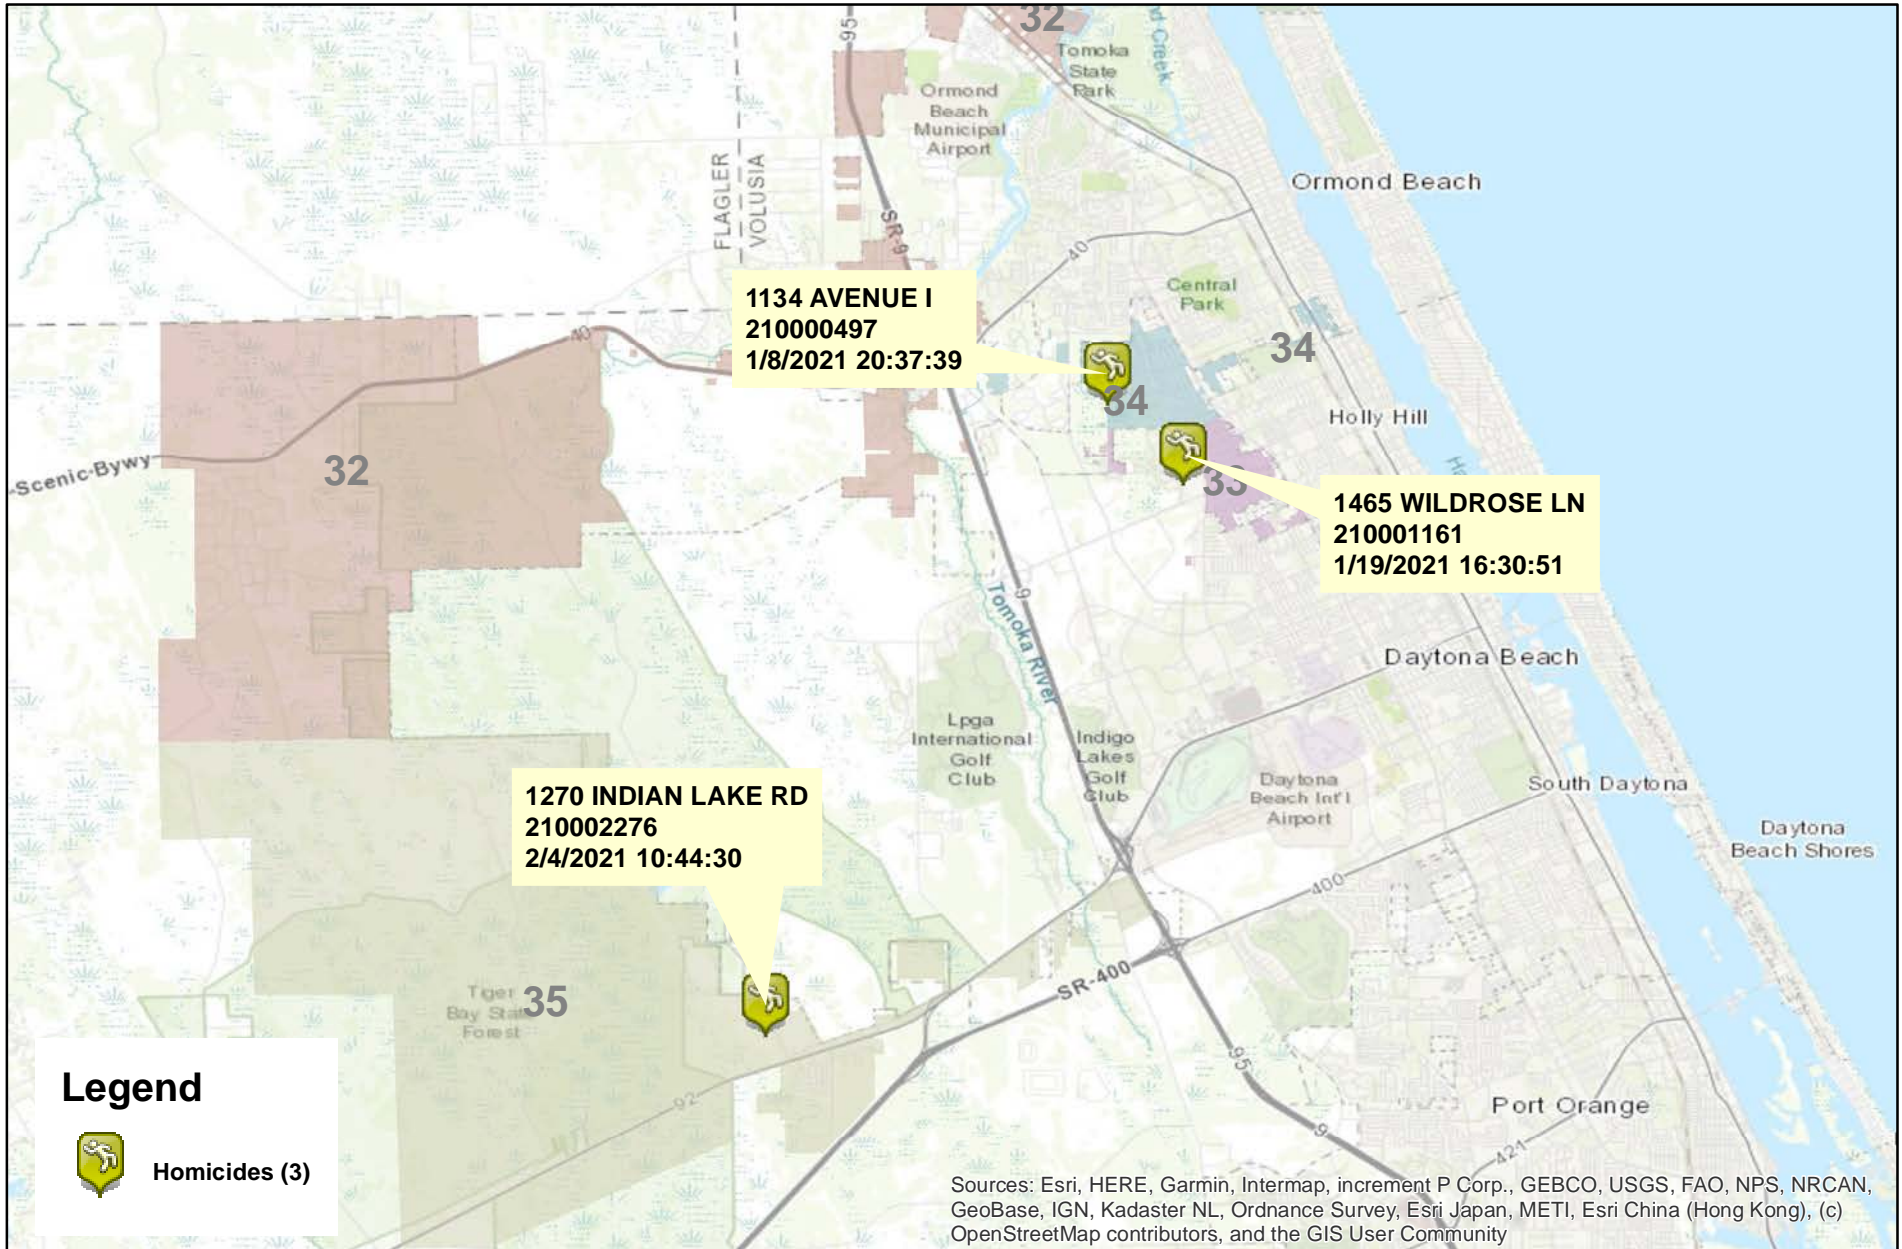 32
95
Tomoka
State
Park
Ormond
Beach
Municipal
Airport
FLAGLER
VOLUSIA
SR-9
Ormond Beach
40
Central
Park
1134 AVENUE I
210000497
1/8/2021 20:37:39
40
34
34
Holly Hill
32
Scenic-Bywy
33
1465 WILDROSE LN
210001161
1/19/2021 16:30:51
9
Tomoka River
Daytona Beach
Lpga
International
Golf
Club
Indigo
Lakes
Golf
Club
Daytona
Beach Int'l
Airport
South Daytona
Daytona
Beach Shores
1270 INDIAN LAKE RD
210002276
2/4/2021 10:44:30
400
SR-400
Tiger
Bay State
Forest
35
95
92
9
Port Orange
421
Legend
Homicides (3)
Sources: Esri, HERE, Garmin, Intermap, increment P Corp., GEBCO, USGS, FAO, NPS, NRCAN,
GeoBase, IGN, Kadaster NL, Ordnance Survey, Esri Japan, METI, Esri China (Hong Kong), (c)
OpenStreetMap contributors, and the GIS User Community